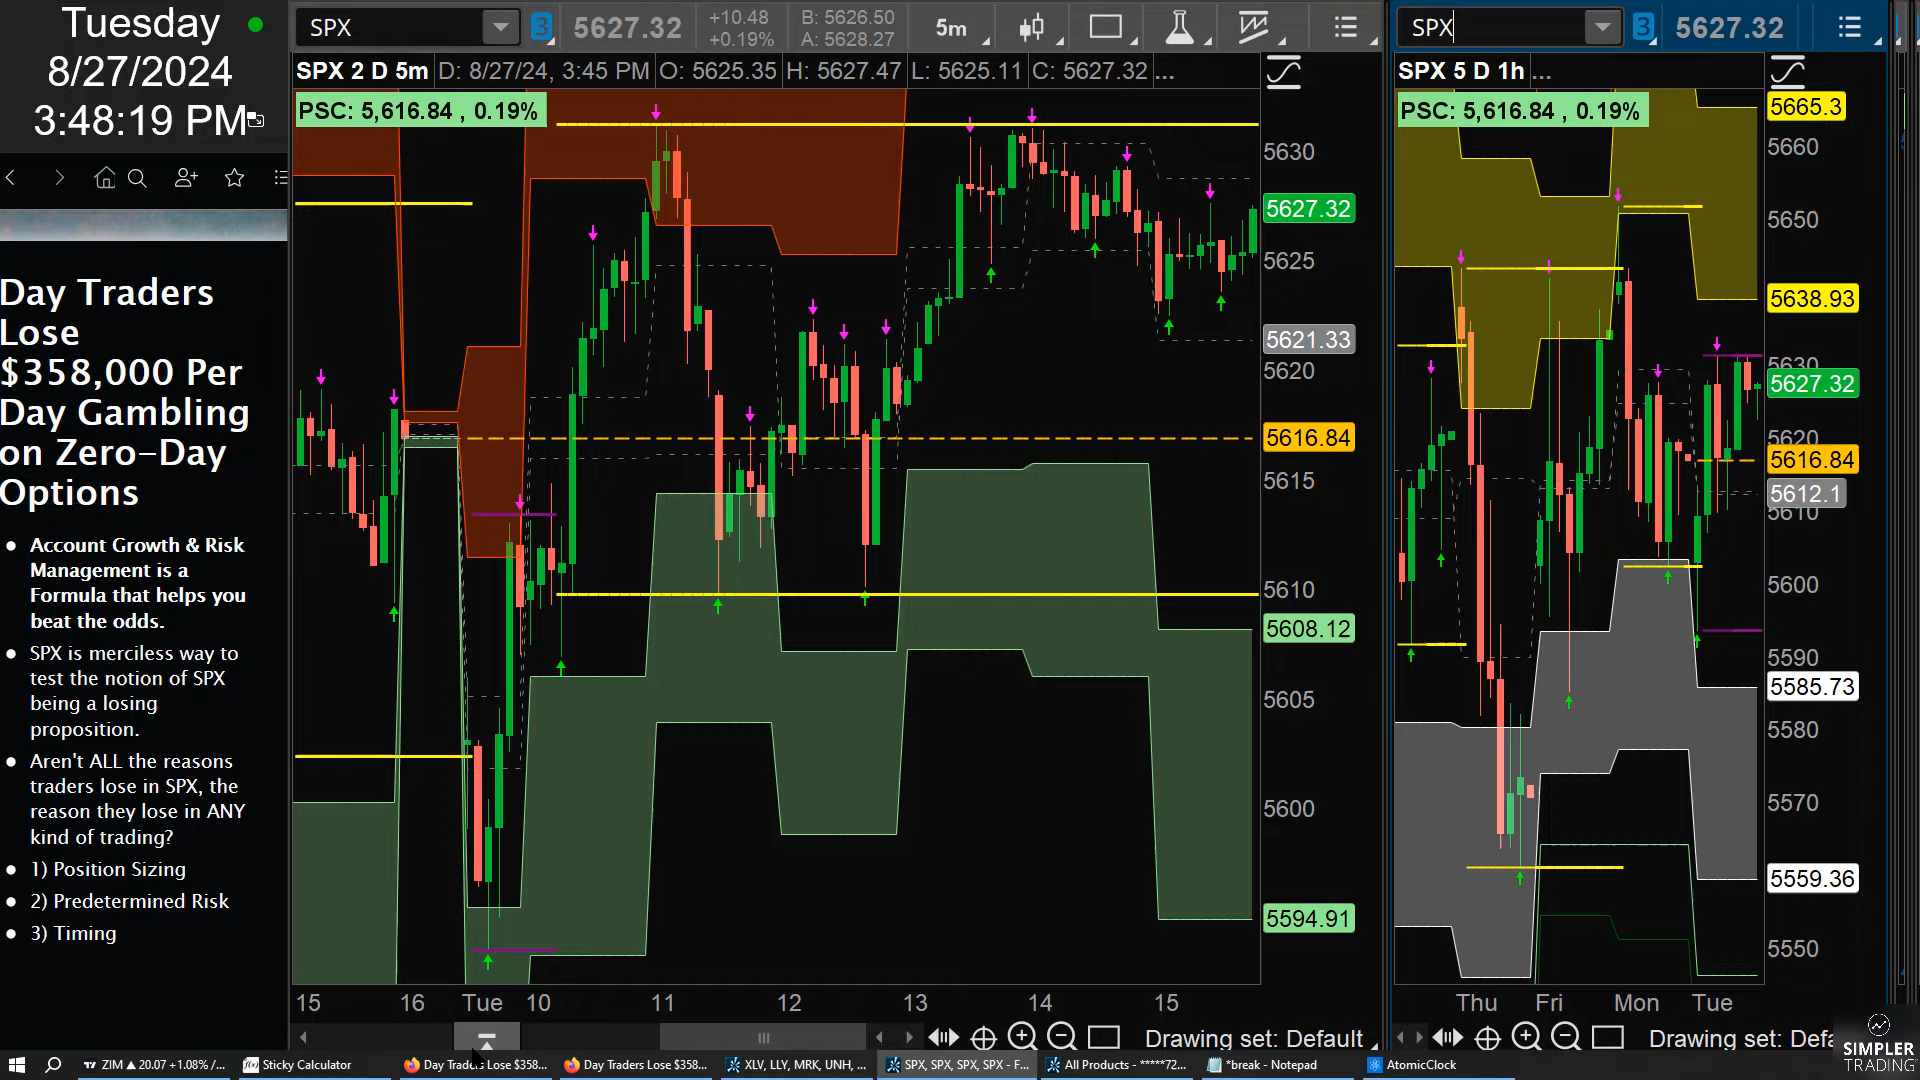 Tuesday
8/27/2024
3:48:19 PM
Day Traders
Lose
$358,000 Per
Day Gambling
on Zero-Day
Options
Account Growth & Risk
Management is a
Formula that helps you
beat the odds.
SPX is merciless way to
test the notion of SPX
being a losing
proposition.
Aren't ALL the reasons
traders lose in SPX, the
reason they lose in ANY
kind of trading?
1) Position Sizing
2) Predetermined Risk
3) Timing
SPX 3 5627.32 +10.48 +0.19% B: 5626.50 A: 5628.27 5m
SPX 2 D 5m D: 8/27/24, 3:45 PM O: 5625.35 H: 5627.47 L: 5625.11 C: 5627.32 ...
PSC: 5,616.84 , 0.19%
5630
5627.32
5625
5621.33
5620
5616.84
5615
5610
5608.12
5605
5600
5594.91
15 16 Tue 10 11 12 13 14 15
Drawing set: Default
SPX 3 5627.32
SPX 5 D 1h ...
PSC: 5,616.84 , 0.19%
5665.3
5660
5650
5638.93
5630
5627.32
5620
5616.84
5612.1
5610
5600
5590
5585.73
5580
5570
5559.36
5550
Thu Fri Mon Tue
Drawing set: Defa
SIMPLER
TRADING
ZIM ▲ 20.07 +1.08% /... Sticky Calculator Day Traders Lose $358... Day Traders Lose $358... XLV, LLY, MRK, UNH, ... SPX, SPX, SPX, SPX - F... All Products - *****72... *break - Notepad AtomicClock